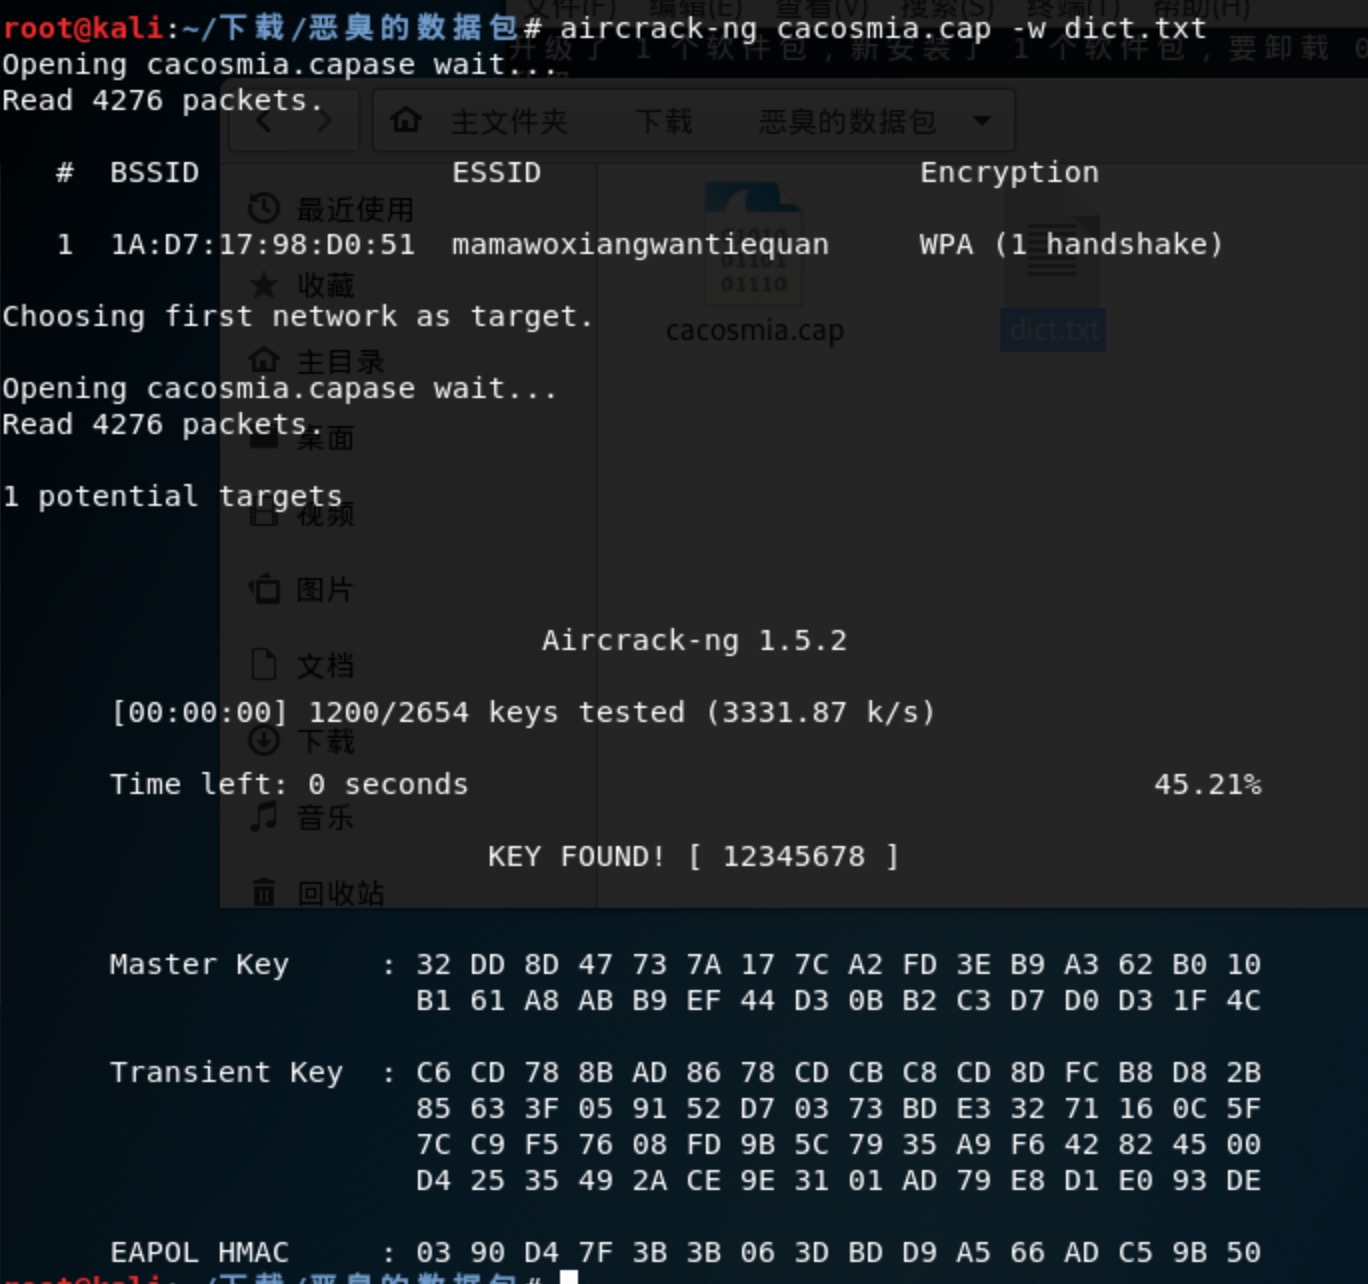 文件(F) 编辑(E) 查看(V) 搜索(S) 终端(T) 帮助(H)
root@kali:~/下载/恶臭的数据包# aircrack-ng cacosmia.cap -w dict.txt
升级了 1 个软件包，新安装了 1 个软件包，要卸载 0
Opening cacosmia.capase wait...
Read 4276 packets.
主文件夹 下载 恶臭的数据包
# BSSID ESSID Encryption
最近使用
1 1A:D7:17:98:D0:51 mamawoxiangwantiequan WPA (1 handshake)
收藏
01101
01110
Choosing first network as target.
cacosmia.cap dict.txt
主目录
Opening cacosmia.capase wait...
Read 4276 packets.
桌面
1 potential targets
视频
图片
Aircrack-ng 1.5.2
文档
[00:00:00] 1200/2654 keys tested (3331.87 k/s)
下载
Time left: 0 seconds 45.21%
音乐
KEY FOUND! [ 12345678 ]
回收站
Master Key : 32 DD 8D 47 73 7A 17 7C A2 FD 3E B9 A3 62 B0 10
B1 61 A8 AB B9 EF 44 D3 0B B2 C3 D7 D0 D3 1F 4C
Transient Key : C6 CD 78 8B AD 86 78 CD CB C8 CD 8D FC B8 D8 2B
85 63 3F 05 91 52 D7 03 73 BD E3 32 71 16 0C 5F
7C C9 F5 76 08 FD 9B 5C 79 35 A9 F6 42 82 45 00
D4 25 35 49 2A CE 9E 31 01 AD 79 E8 D1 E0 93 DE
EAPOL HMAC : 03 90 D4 7F 3B 3B 06 3D BD D9 A5 66 AD C5 9B 50
root@kali:~/下载/恶臭的数据包#